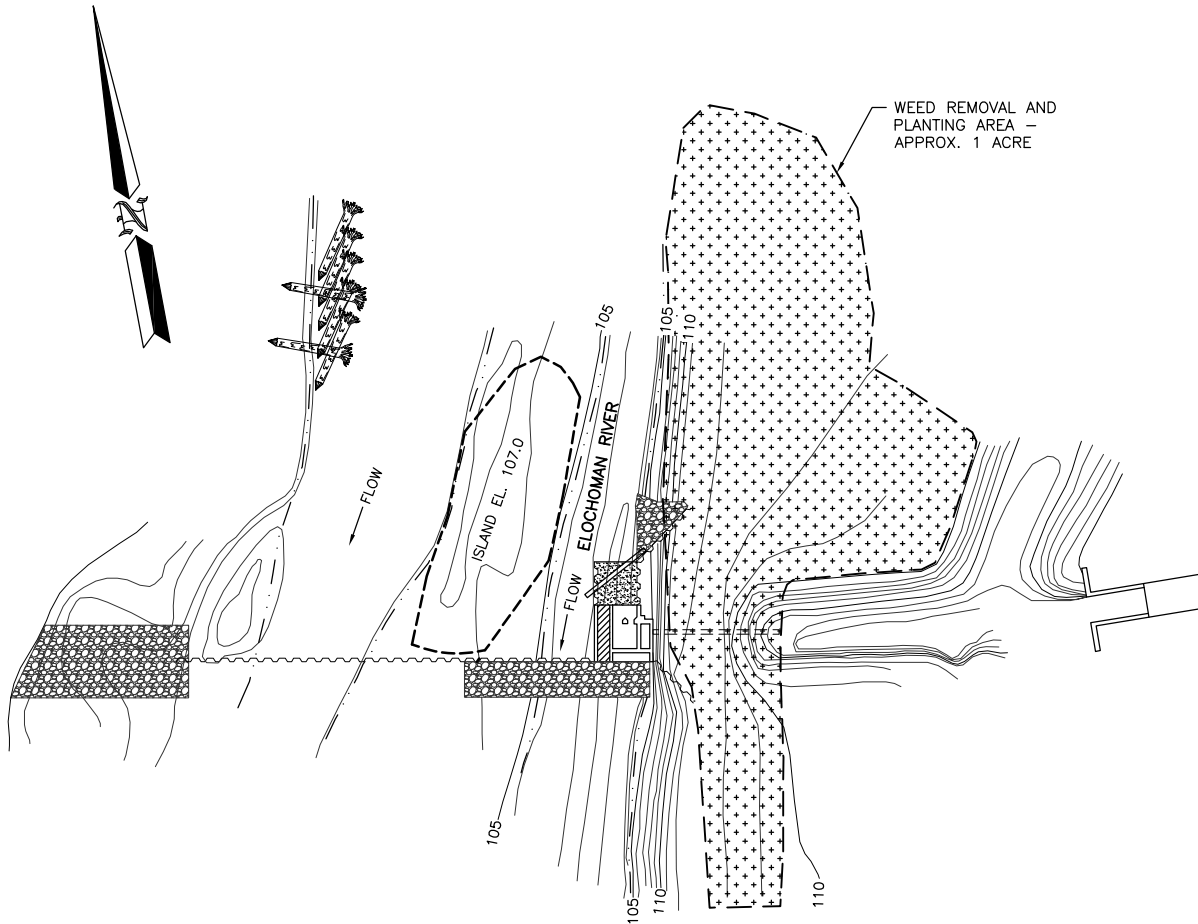 WEED REMOVAL AND
PLANTING AREA –
APPROX. 1 ACRE
N
105
105
110
FLOW
ISLAND EL. 107.0
ELOCHOMAN RIVER
FLOW
105
105
110
110